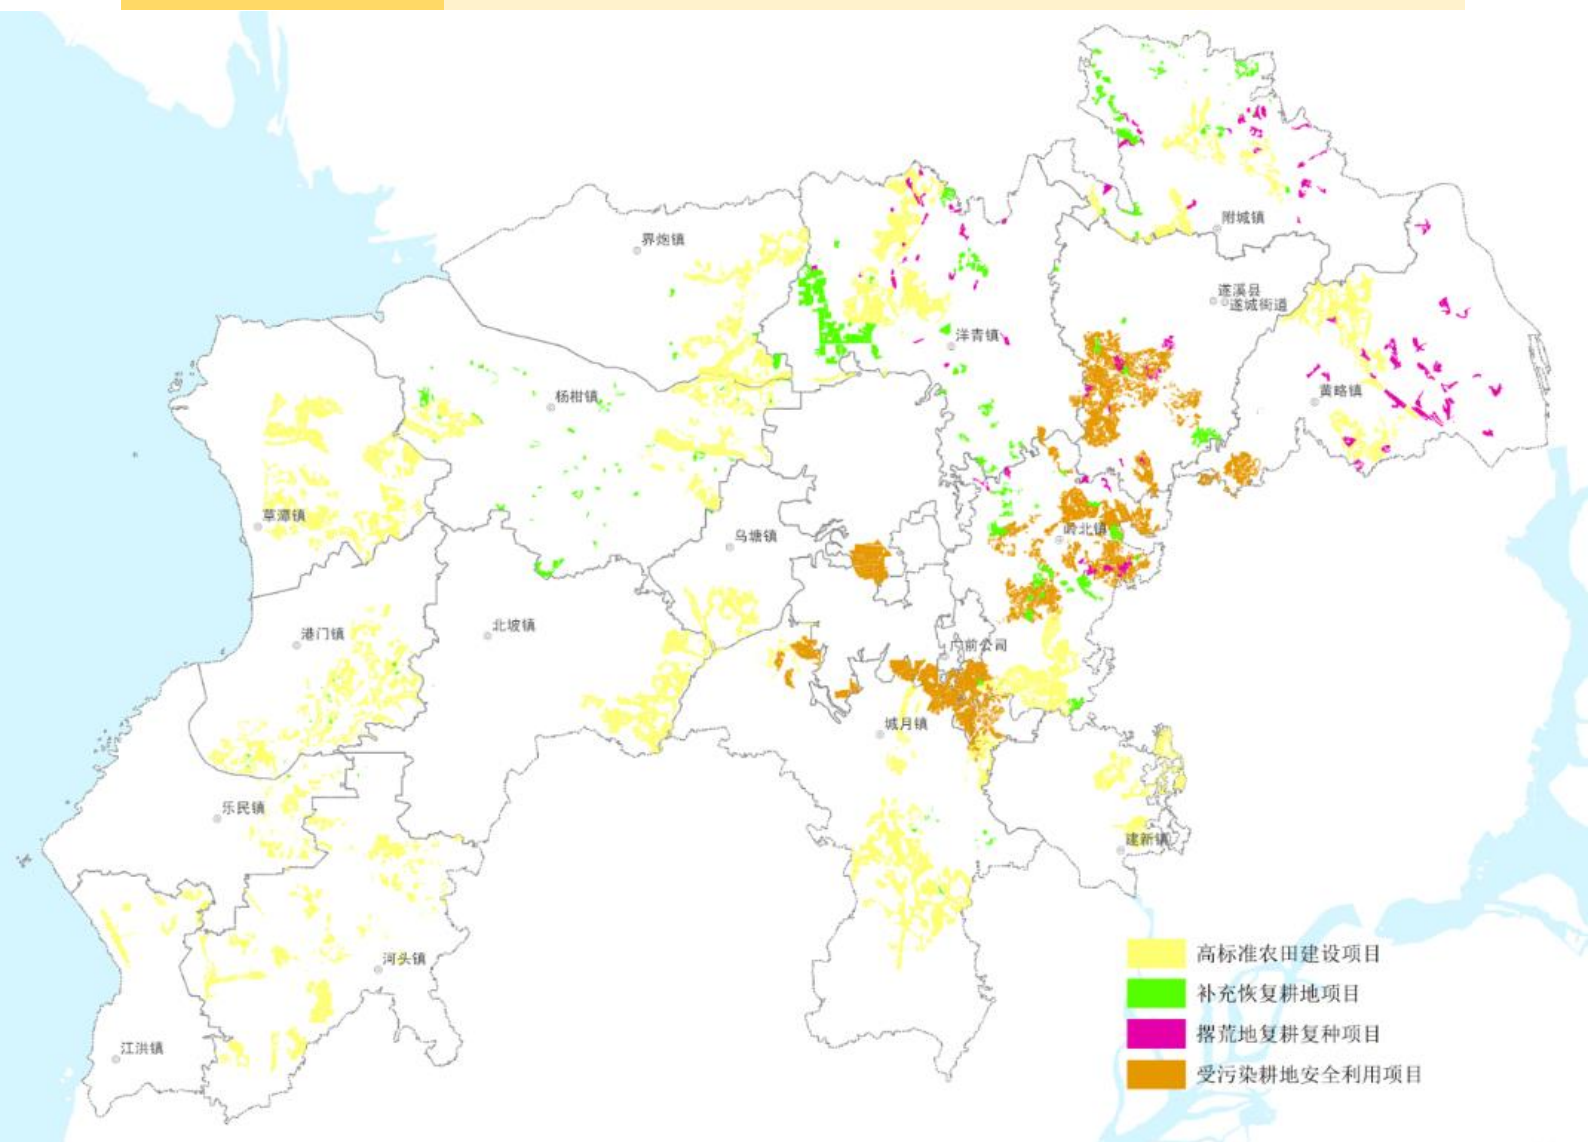 附城镇
界炮镇
遂溪县
遂城街道
洋青镇
黄略镇
杨柑镇
草潭镇
岭北镇
乌塘镇
北坡镇
港门镇
门前公司
城月镇
乐民镇
建新镇
河头镇
江洪镇
高标准农田建设项目
补充恢复耕地项目
撂荒地复耕复种项目
受污染耕地安全利用项目